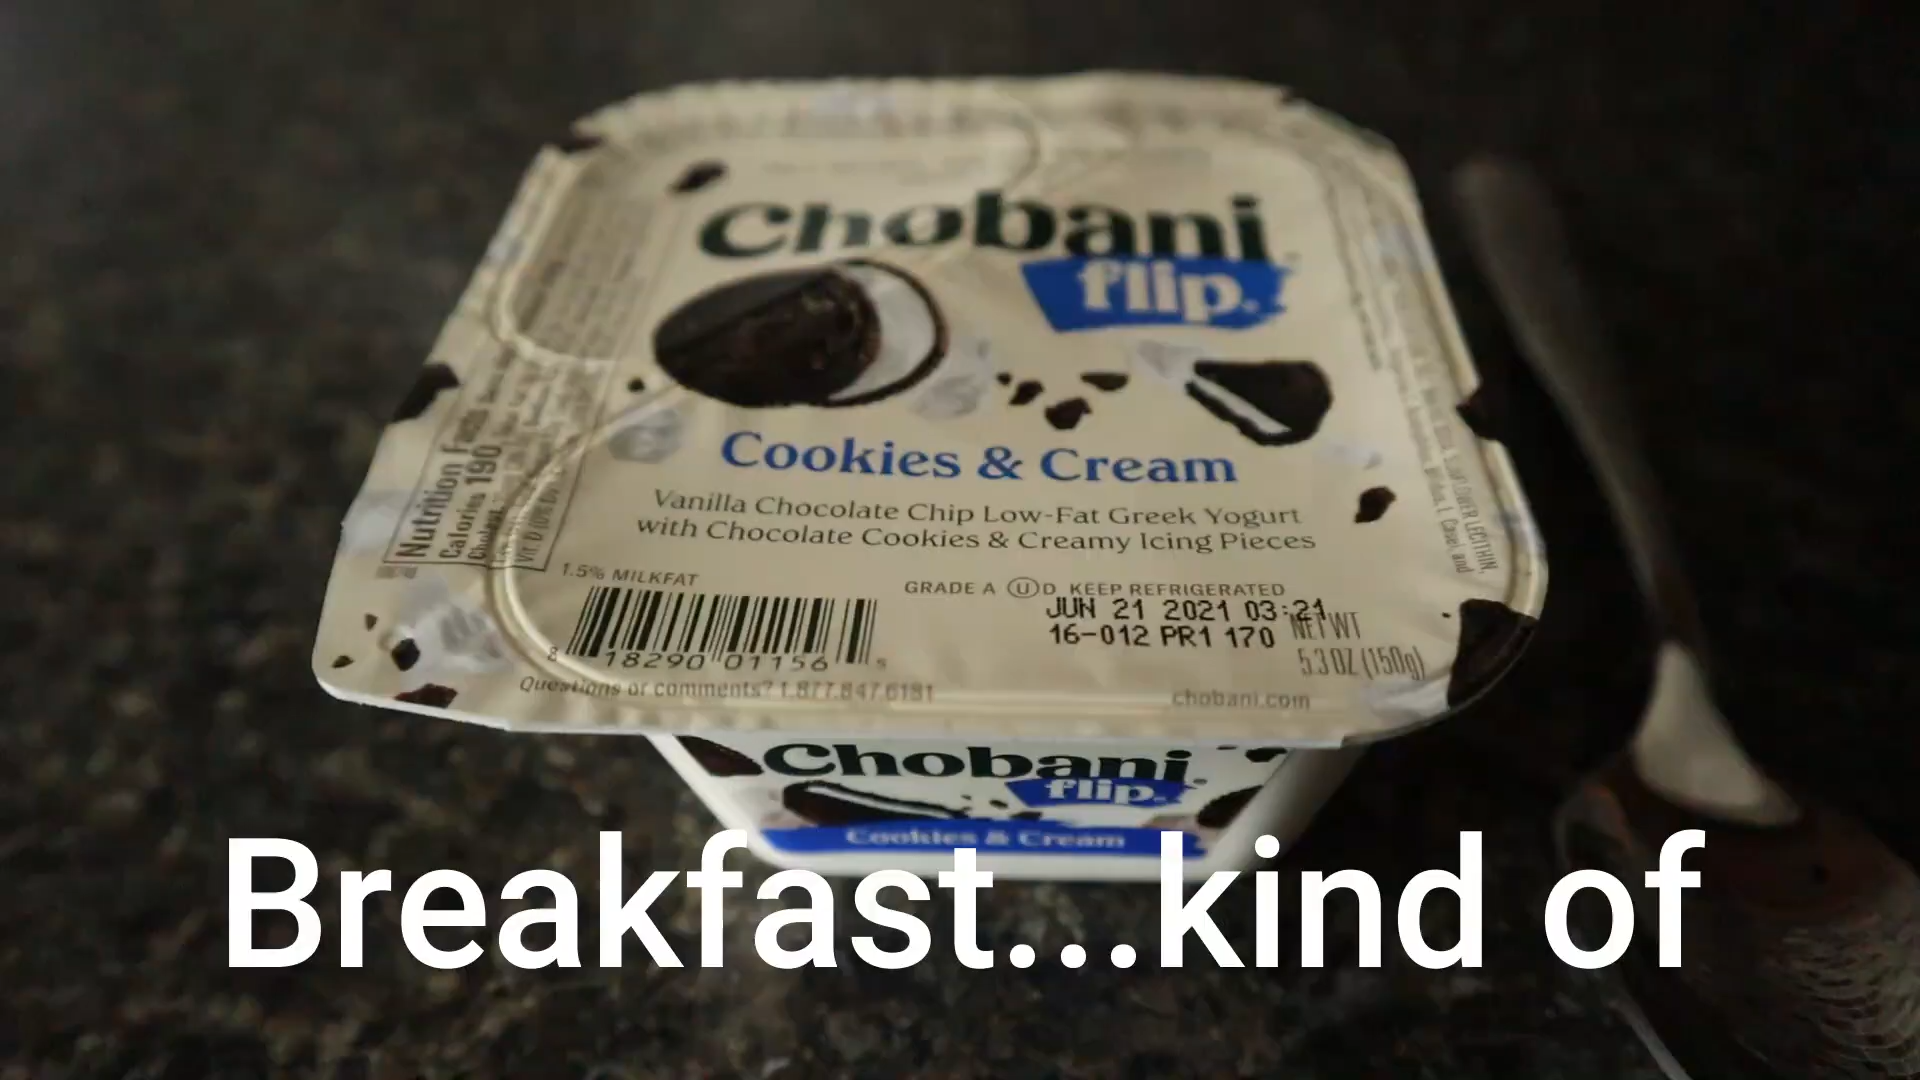 Chobani
flip.
Cookies & Cream
Vanilla Chocolate Chip Low-Fat Greek Yogurt
with Chocolate Cookies & Creamy Icing Pieces
Nutrition Facts
Calories 190
1.5% MILKFAT
GRADE A Ⓤ D KEEP REFRIGERATED
JUN 21 2021 03:21
16-012 PR1 170
NET WT
5.3 OZ (150g)
8 18290 01156
Questions or comments? 1.877.847.6181
chobani.com
Chobani
flip.
Cookies & Cream
Breakfast...kind of